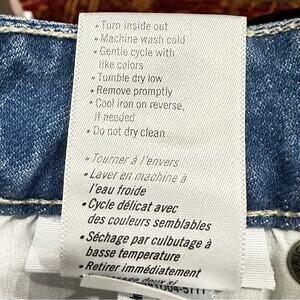 • Turn inside out
• Machine wash cold
• Gentle cycle with
like colors
• Tumble dry low
• Remove promptly
• Cool iron on reverse,
if needed
• Do not dry clean
• Tourner à l'envers
• Laver en machine à
l'eau froide
• Cycle délicat avec
des couleurs semblables
• Séchage par culbutage à
basse temperature
• Retirer immédiatement